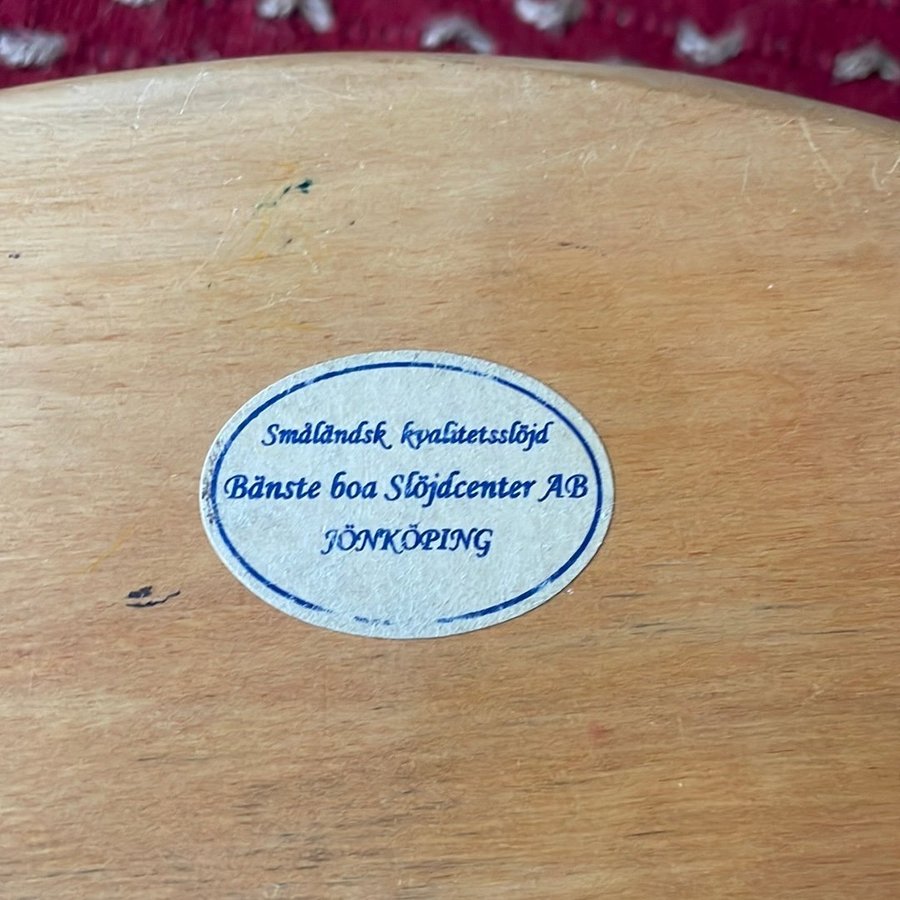 Småländsk kvalitetsslöjd
Bänste boa Slöjdcenter AB
JÖNKÖPING